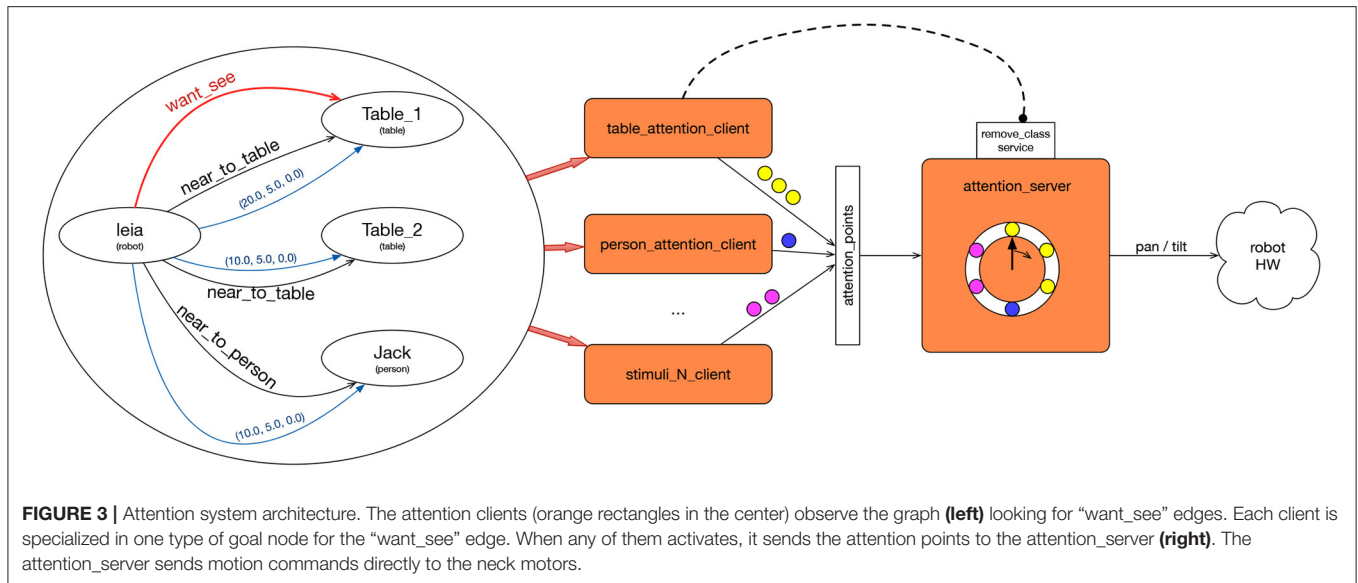 want_see
Table_1
(table)
near_to_table
(20.0, 5.0, 0.0)
leia
(robot)
Table_2
(table)
(10.0, 5.0, 0.0)
near_to_table
near_to_person
Jack
(person)
(10.0, 5.0, 0.0)
table_attention_client
person_attention_client
...
stimuli_N_client
attention_points
remove_class
service
attention_server
pan / tilt
robot
HW
FIGURE 3 | Attention system architecture. The attention clients (orange rectangles in the center) observe the graph (left) looking for “want_see” edges. Each client is
specialized in one type of goal node for the “want_see” edge. When any of them activates, it sends the attention points to the attention_server (right). The
attention_server sends motion commands directly to the neck motors.